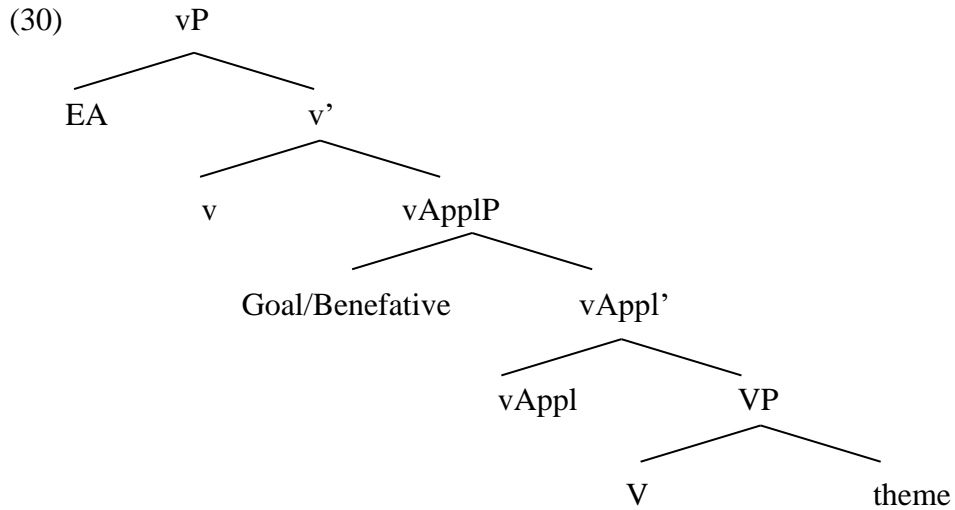 (30) vP
EA v’
v vApplP
Goal/Benefative vAppl’
vAppl VP
V theme